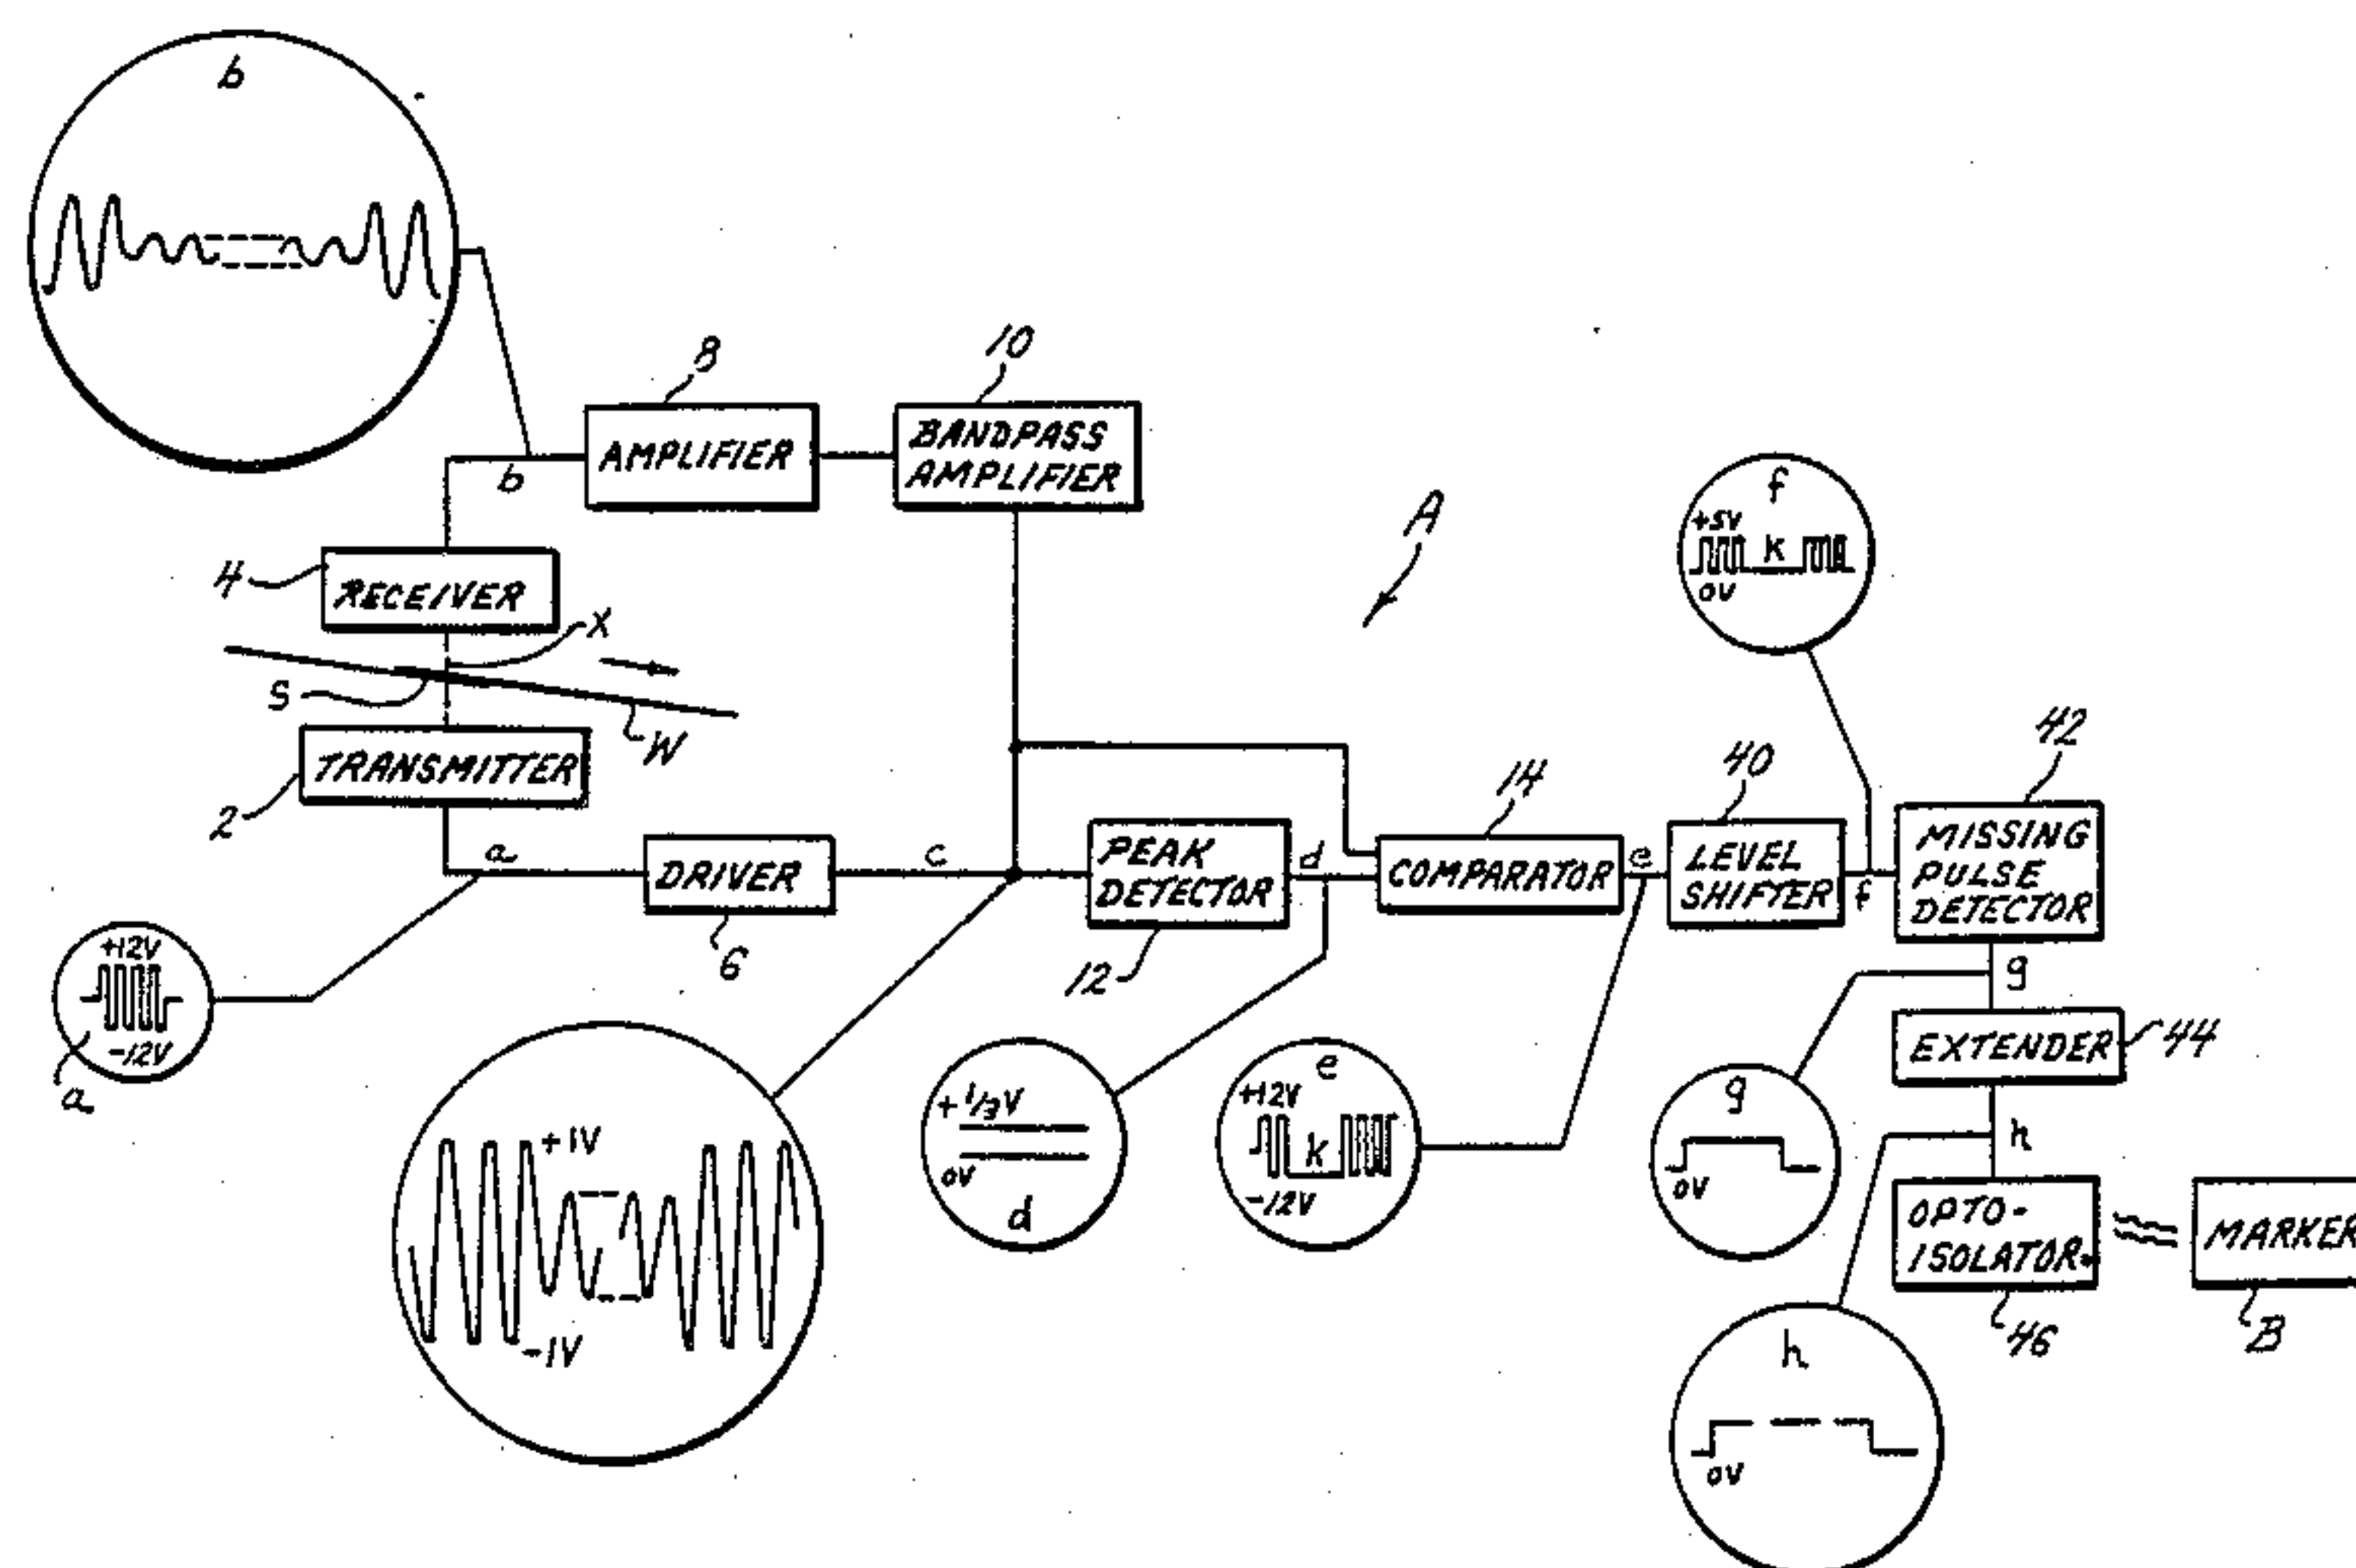 b
8
10
AMPLIFIER
BANDPASS
AMPLIFIER
b
A
f
+5V
K
0V
4
RECEIVER
X
S
W
TRANSMITTER
2
a
DRIVER
6
c
PEAK
DETECTOR
12
d
14
COMPARATOR
e
40
LEVEL
SHIFTER
f
42
MISSING
PULSE
DETECTOR
g
EXTENDER
44
h
OPTO-
ISOLATOR
46
MARKER
B
+12V
-12V
a
+1V
-1V
+1/3V
0V
d
e
+12V
K
-12V
g
0V
h
0V